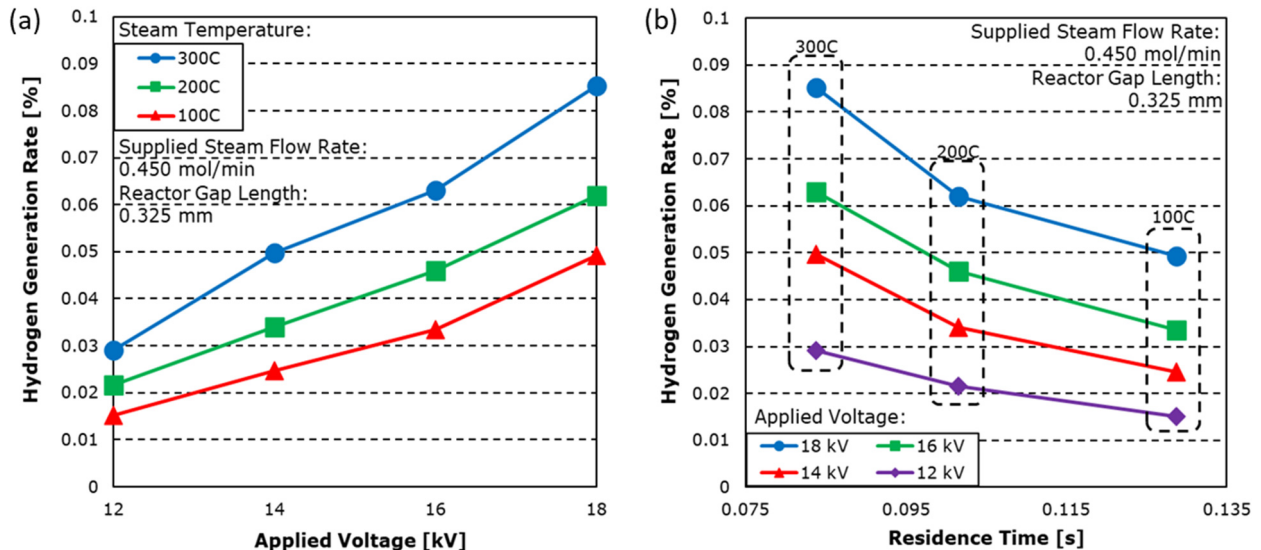 (a)
Hydrogen Generation Rate [%]
0.1
0.09
0.08
0.07
0.06
0.05
0.04
0.03
0.02
0.01
0
Steam Temperature:
300C
200C
100C
Supplied Steam Flow Rate:
0.450 mol/min
Reactor Gap Length:
0.325 mm
12
14
16
18
Applied Voltage [kV]
(b)
Hydrogen Generation Rate [%]
0.1
0.09
0.08
0.07
0.06
0.05
0.04
0.03
0.02
0.01
0
Supplied Steam Flow Rate:
0.450 mol/min
Reactor Gap Length:
0.325 mm
300C
200C
100C
Applied Voltage:
18 kV
16 kV
14 kV
12 kV
0.075
0.095
0.115
0.135
Residence Time [s]